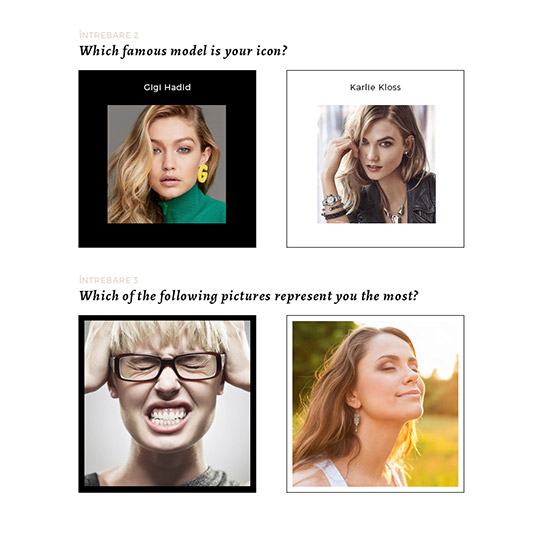 ÎNTREBARE 2
Which famous model is your icon?
Gigi Hadid
Karlie Kloss
G
ÎNTREBARE 3
Which of the following pictures represent you the most?